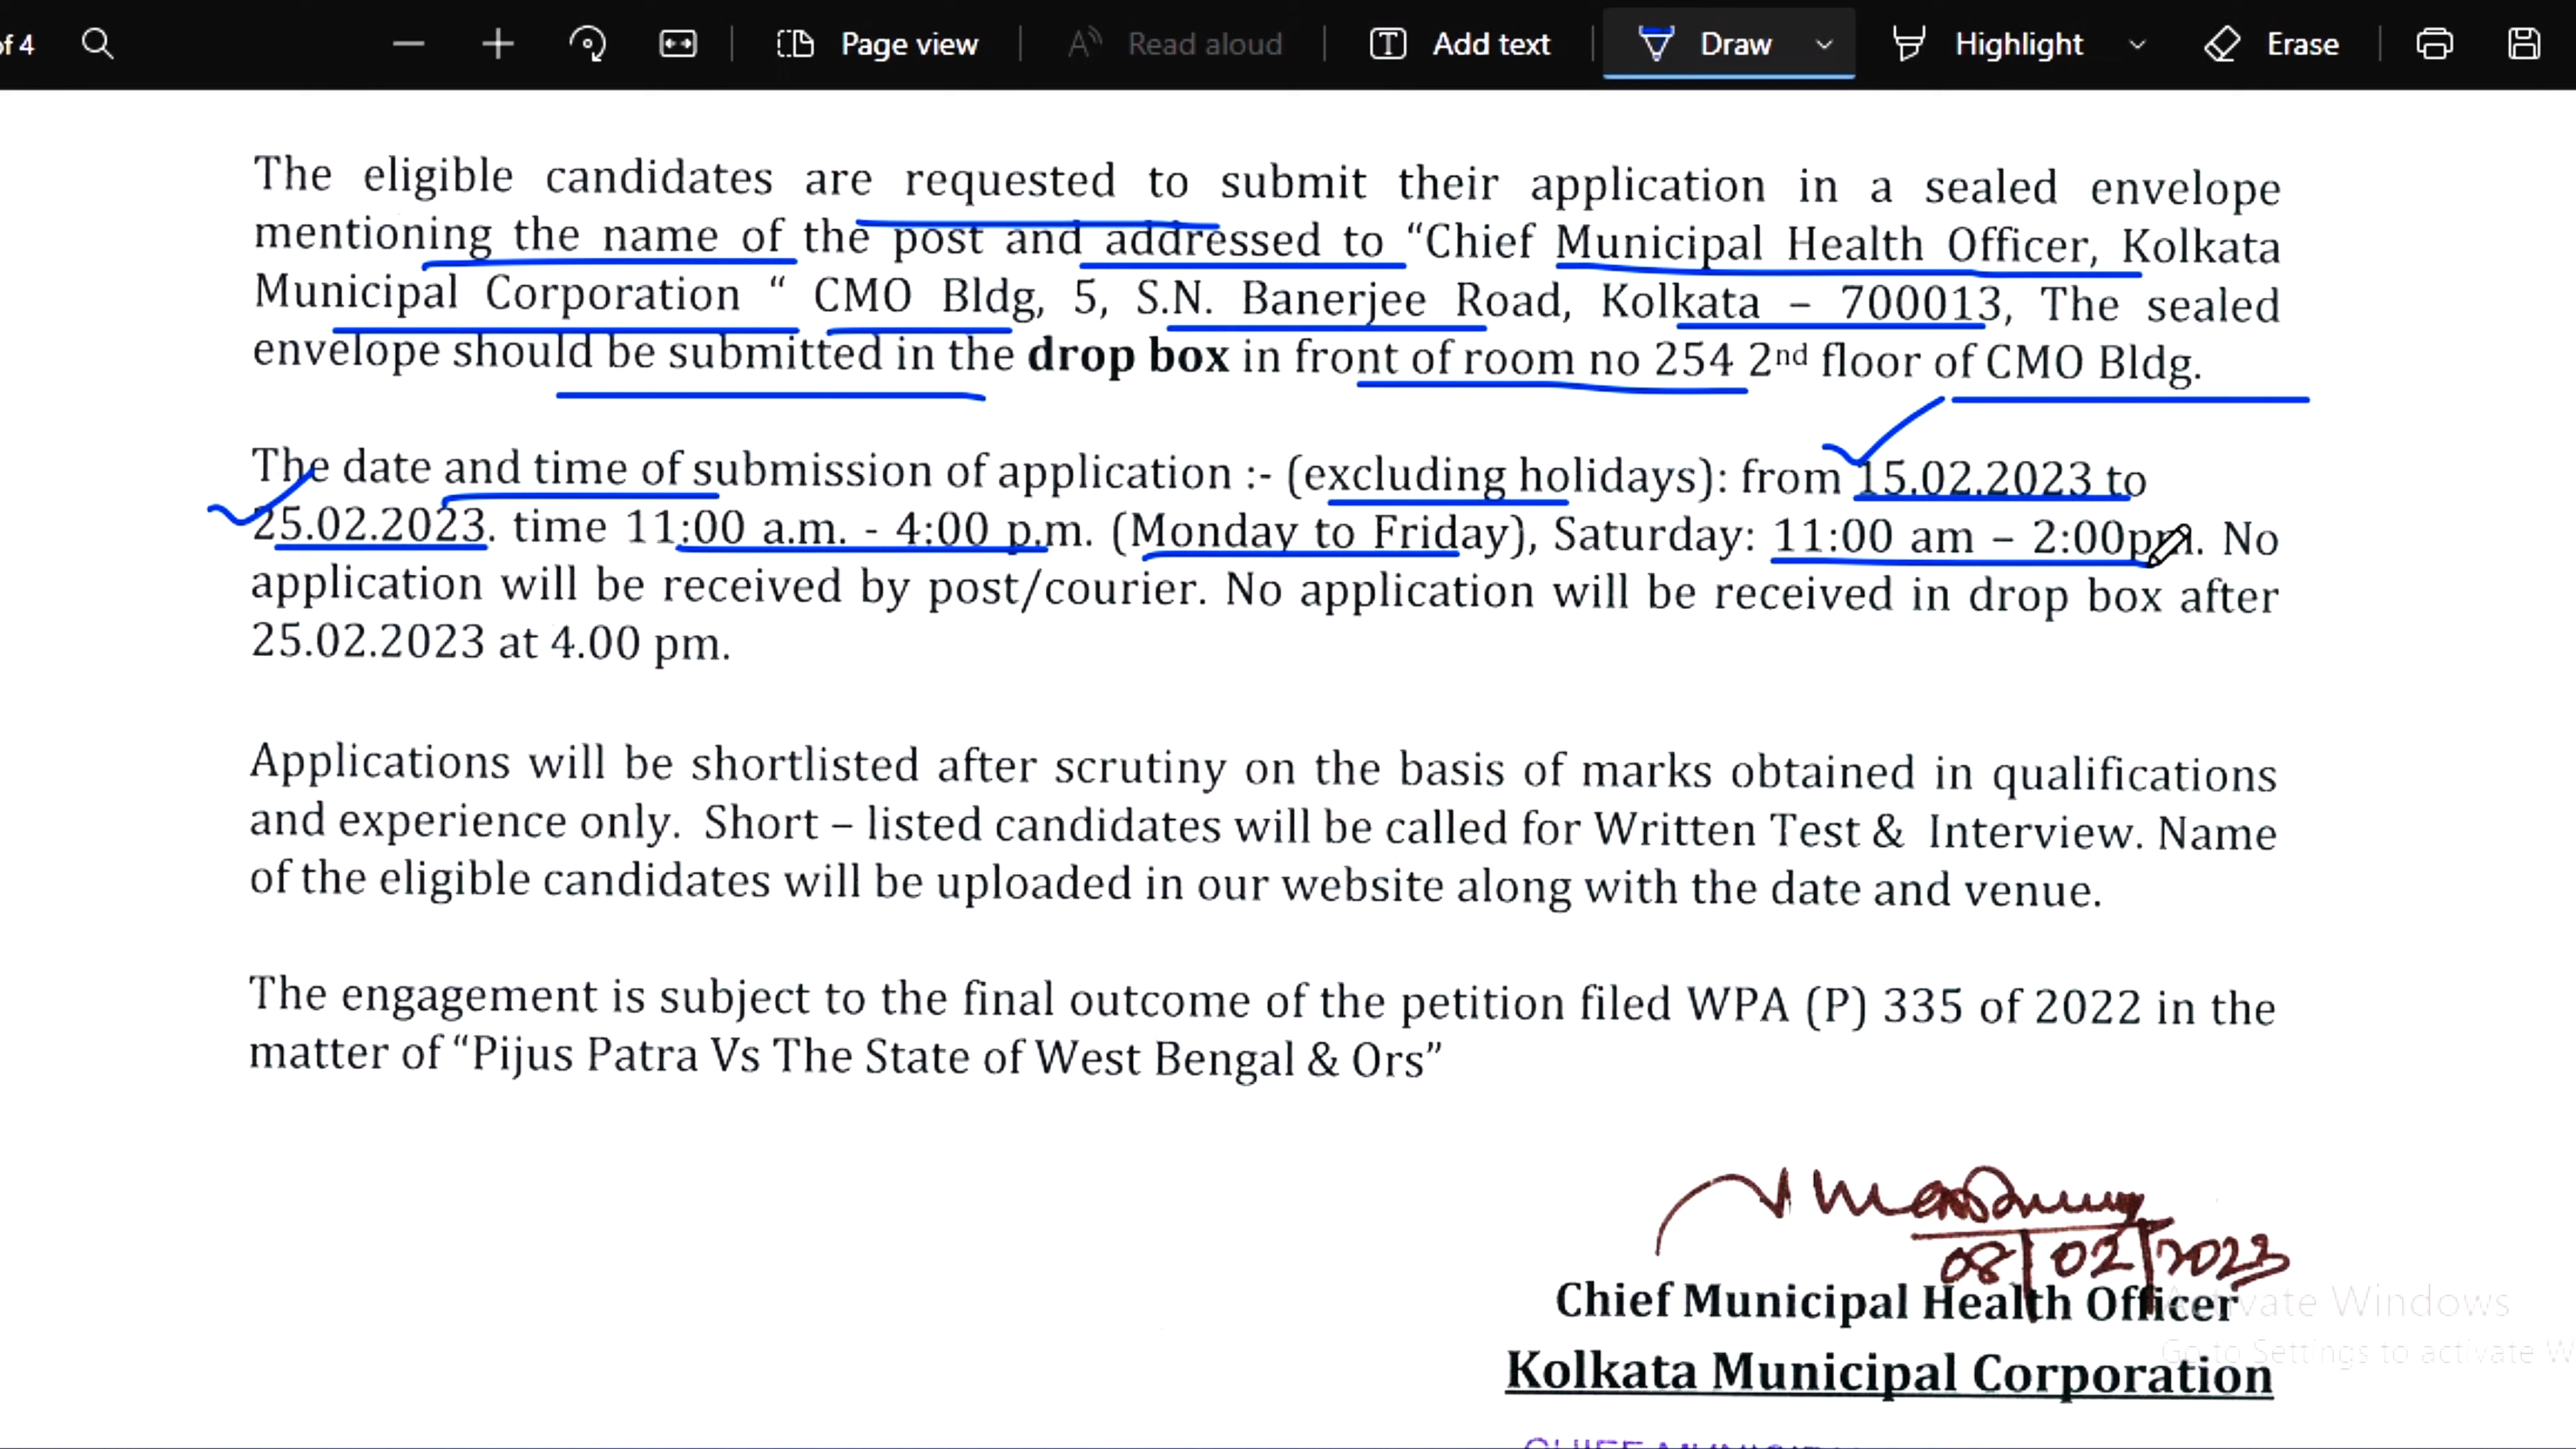 of 4 Page view Read aloud Add text Draw Highlight Erase
The eligible candidates are requested to submit their application in a sealed envelope
mentioning the name of the post and addressed to “Chief Municipal Health Officer, Kolkata
Municipal Corporation “ CMO Bldg, 5, S.N. Banerjee Road, Kolkata – 700013, The sealed
envelope should be submitted in the drop box in front of room no 254 2nd floor of CMO Bldg.
The date and time of submission of application :- (excluding holidays): from 15.02.2023 to
25.02.2023. time 11:00 a.m. - 4:00 p.m. (Monday to Friday), Saturday: 11:00 am – 2:00pm. No
application will be received by post/courier. No application will be received in drop box after
25.02.2023 at 4.00 pm.
Applications will be shortlisted after scrutiny on the basis of marks obtained in qualifications
and experience only. Short – listed candidates will be called for Written Test & Interview. Name
of the eligible candidates will be uploaded in our website along with the date and venue.
The engagement is subject to the final outcome of the petition filed WPA (P) 335 of 2022 in the
matter of “Pijus Patra Vs The State of West Bengal & Ors”
08/02/2023
Chief Municipal Health Officer
Activate Windows
Go to Settings to activate W
Kolkata Municipal Corporation